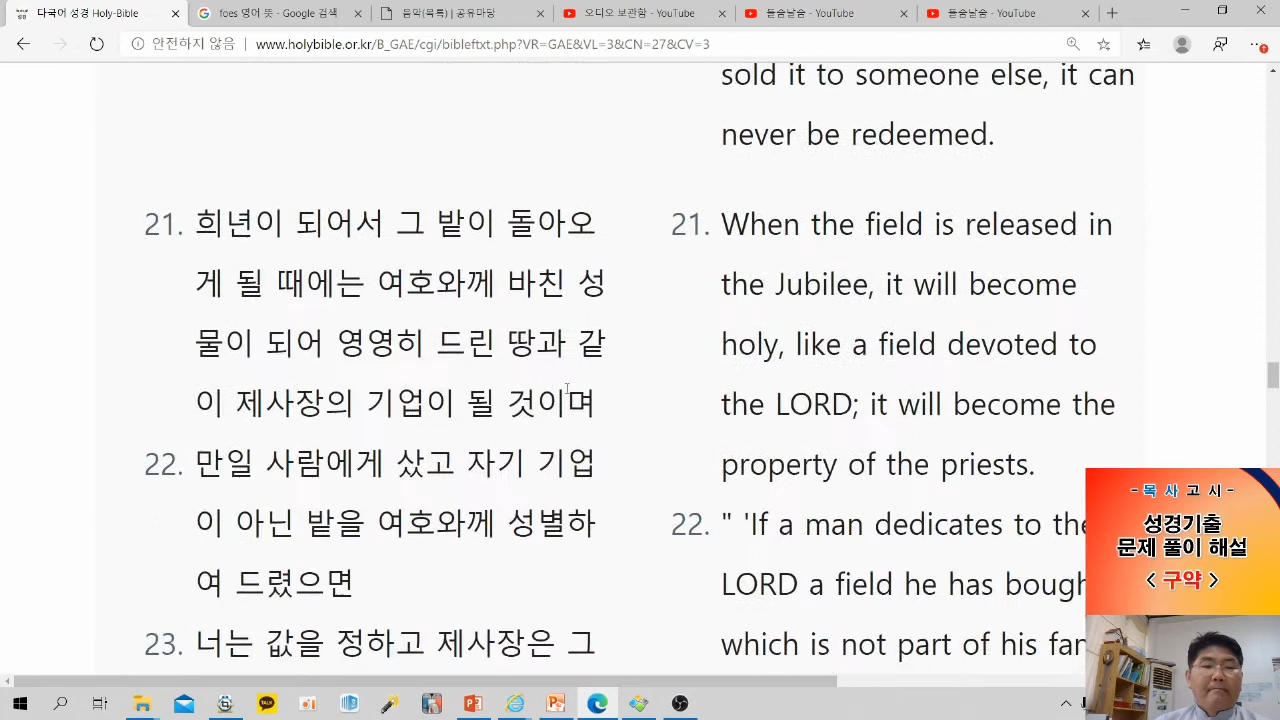 다국어 성경 Holy-Bible
foes 영어 뜻 - Google 검색
음악(목록) | 공유마당
오디오 보관함 - YouTube
돌솜날솜 - YouTube
돌솜날솜 - YouTube
안전하지 않음 | www.holybible.or.kr/B_GAE/cgi/bibleftxt.php?VR=GAE&VL=3&CN=27&CV=3
sold it to someone else, it can
never be redeemed.
21. 희년이 되어서 그 밭이 돌아오
게 될 때에는 여호와께 바친 성
물이 되어 영영히 드린 땅과 같
이 제사장의 기업이 될 것이며
22. 만일 사람에게 샀고 자기 기업
이 아닌 밭을 여호와께 성별하
여 드렸으면
23. 너는 값을 정하고 제사장은 그
21. When the field is released in
the Jubilee, it will become
holy, like a field devoted to
the LORD; it will become the
property of the priests.
22. " 'If a man dedicates to the
LORD a field he has bough
which is not part of his fam
- 목 사 고 시 -
성경기출
문제 풀이 해설
< 구약 >
TALK